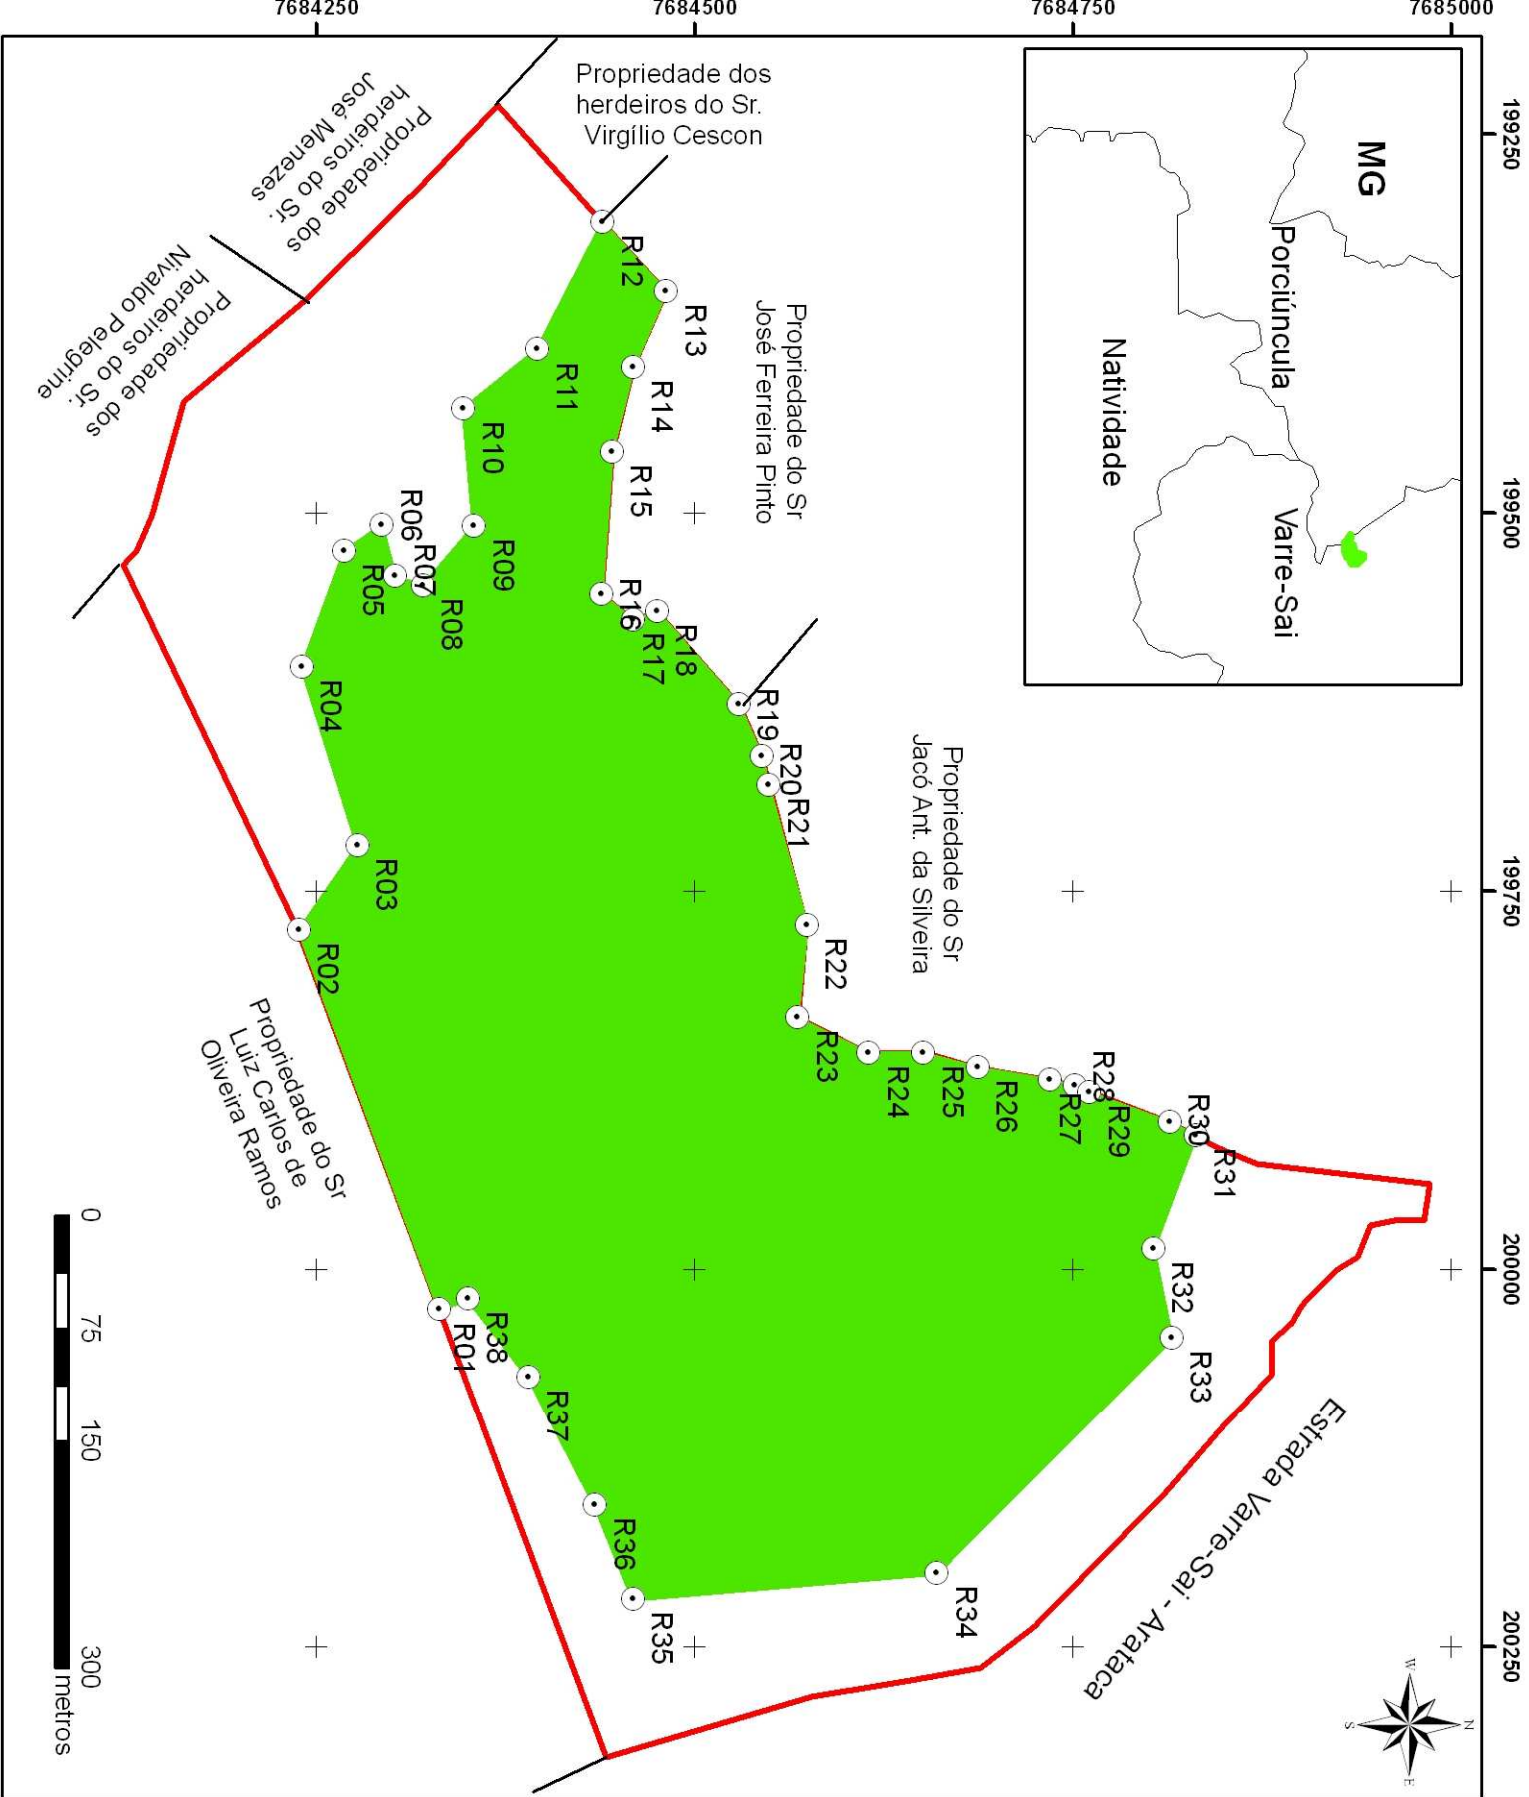 7684250
7684500
7684750
7685000
199250
199500
199750
200000
200250
MG
Porciúncula
Natividade
Varre-Sai
Propriedade dos
herdeiros do Sr.
Virgílio Cescon
Propriedade dos
herdeiros do Sr.
José Menezes
Propriedade dos
herdeiros do Sr.
Nivaldo Pelegrine
Propriedade do Sr
José Ferreira Pinto
Propriedade do Sr
Jacó Ant. da Silveira
Propriedade do Sr
Luiz Carlos de
Oliveira Ramos
Estrada Varre-Sai - Arataca
R12
R13
R14
R11
R15
R10
R09
R06
R07
R05
R08
R16
R17
R18
R04
R19
R20
R21
R03
R22
R02
R23
R24
R25
R26
R27
R28
R29
R30
R31
R32
R33
R01
R38
R37
R36
R35
R34
0
75
150
300
metros
N
S
W
E